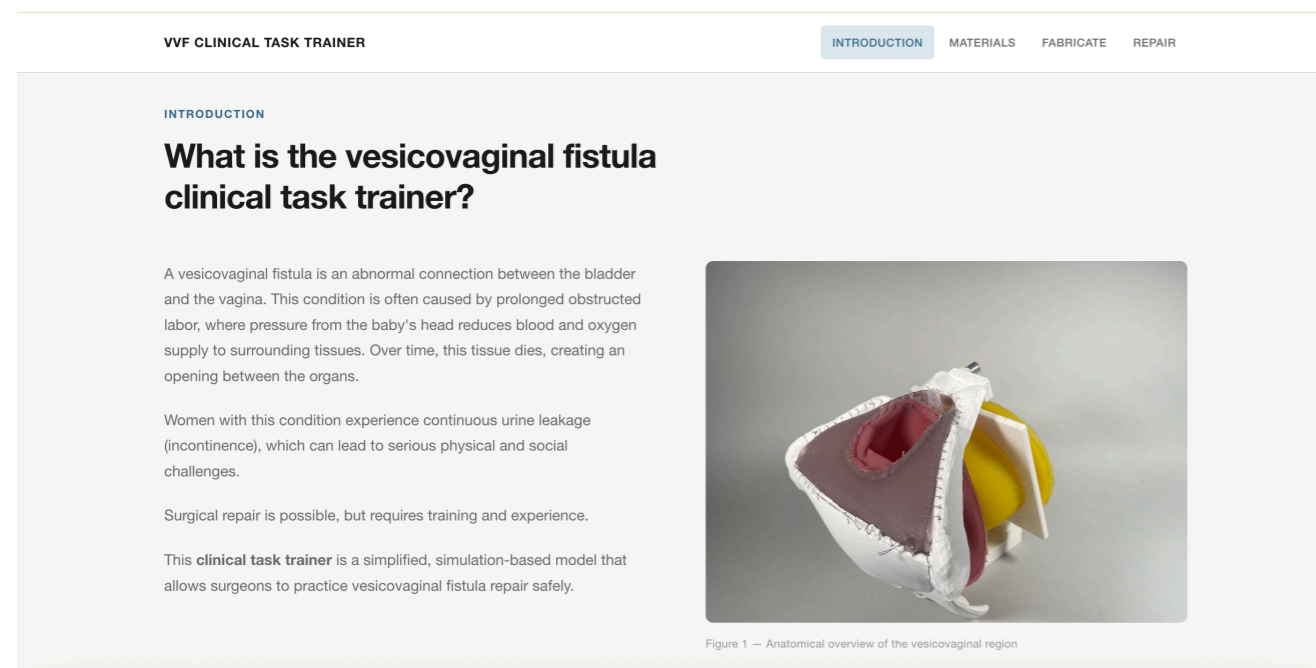 VVF CLINICAL TASK TRAINER
INTRODUCTION
MATERIALS
FABRICATE
REPAIR
INTRODUCTION
What is the vesicovaginal fistula
clinical task trainer?
A vesicovaginal fistula is an abnormal connection between the bladder
and the vagina. This condition is often caused by prolonged obstructed
labor, where pressure from the baby's head reduces blood and oxygen
supply to surrounding tissues. Over time, this tissue dies, creating an
opening between the organs.
Women with this condition experience continuous urine leakage
(incontinence), which can lead to serious physical and social
challenges.
Surgical repair is possible, but requires training and experience.
This clinical task trainer is a simplified, simulation-based model that
allows surgeons to practice vesicovaginal fistula repair safely.
Figure 1 — Anatomical overview of the vesicovaginal region